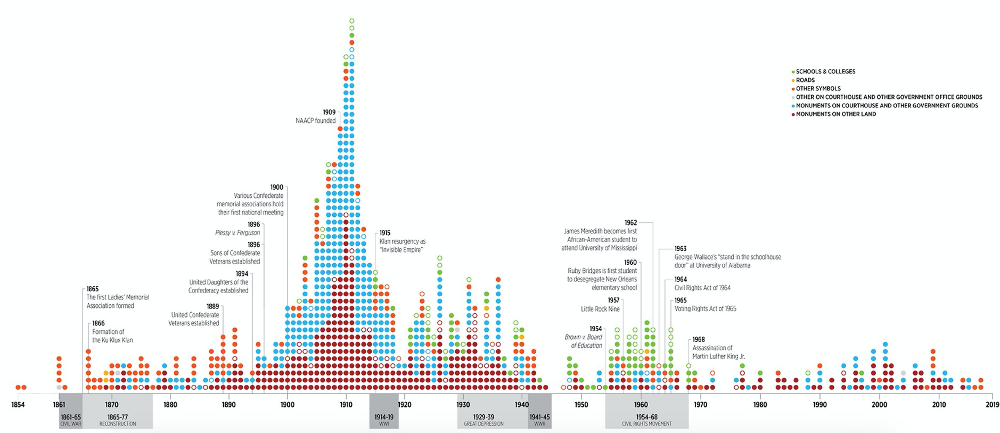 SCHOOLS & COLLEGES
ROADS
OTHER SYMBOLS
OTHER ON COURTHOUSE AND OTHER GOVERNMENT OFFICE GROUNDS
MONUMENTS ON COURTHOUSE AND OTHER GOVERNMENT GROUNDS
MONUMENTS ON OTHER LAND
1865
The first Ladies' Memorial
Association formed
1866
Formation of
the Ku Klux Klan
1889
United Confederate
Veterans established
1894
United Daughters of the
Confederacy established
1896
Sons of Confederate
Veterans established
1896
Plessy v. Ferguson
1900
Various Confederate
memorial associations hold
their first national meeting
1909
NAACP founded
1915
Klan resurgency as
"Invisible Empire"
1954
Brown v. Board
of Education
1957
Little Rock Nine
1960
Ruby Bridges is first student
to desegregate New Orleans
elementary school
1962
James Meredith becomes first
African-American student to
attend University of Mississippi
1963
George Wallace's "stand in the schoolhouse
door" at University of Alabama
1964
Civil Rights Act of 1964
1965
Voting Rights Act of 1965
1968
Assassination of
Martin Luther King Jr.
1854 1861 1870 1880 1890 1900 1910 1920 1930 1940 1950 1960 1970 1980 1990 2000 2010 2019
1861-65
CIVIL WAR
1865-77
RECONSTRUCTION
1914-19
WWI
1929-39
GREAT DEPRESSION
1941-45
WWII
1954-68
CIVIL RIGHTS MOVEMENT